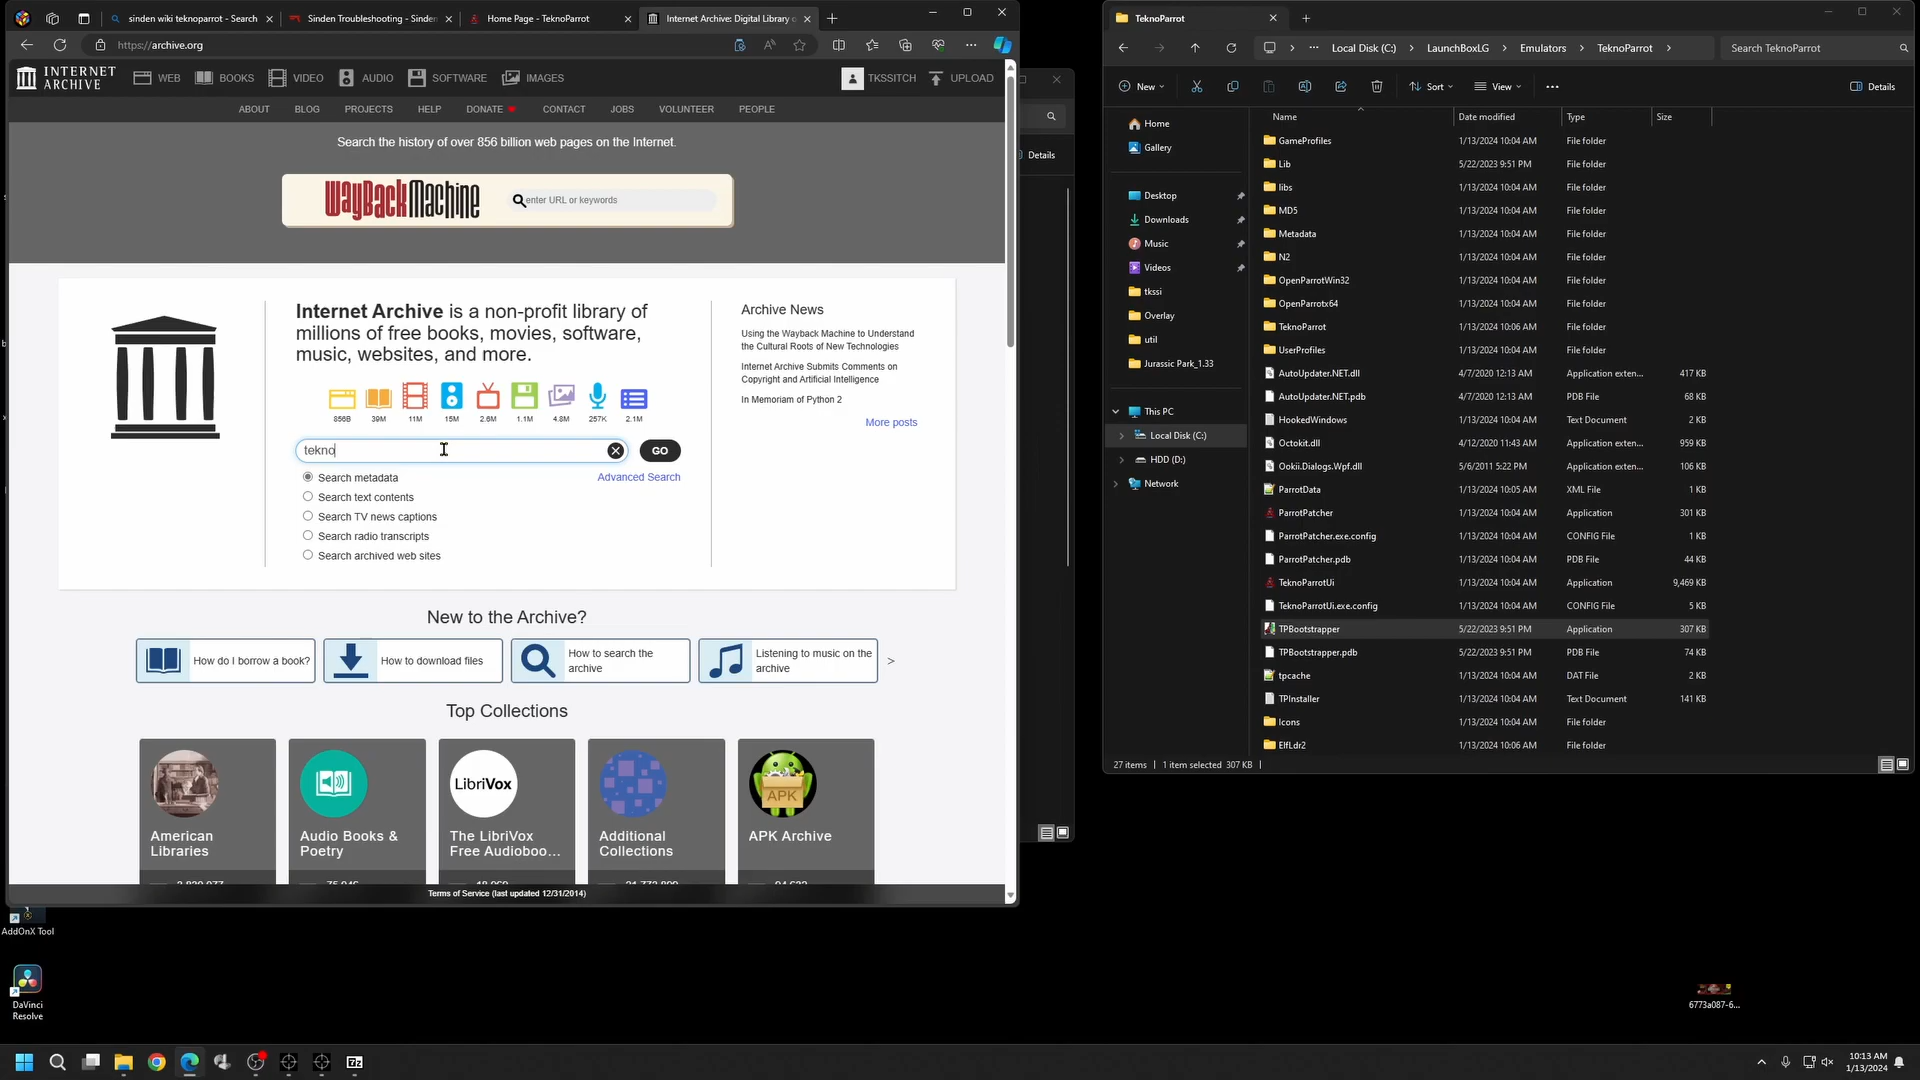 sinden wiki teknoparrot - Search
Sinden Troubleshooting - Sinden
Home Page - TeknoParrot
Internet Archive: Digital Library o
https://archive.org
INTERNET ARCHIVE
WEB
BOOKS
VIDEO
AUDIO
SOFTWARE
IMAGES
TKSSITCH
UPLOAD
ABOUT
BLOG
PROJECTS
HELP
DONATE
CONTACT
JOBS
VOLUNTEER
PEOPLE
Search the history of over 856 billion web pages on the Internet.
WayBackMachine
enter URL or keywords
Internet Archive is a non-profit library of
millions of free books, movies, software,
music, websites, and more.
856B
39M
11M
15M
2.6M
1.1M
4.8M
257K
2.1M
tekno
GO
Search metadata
Advanced Search
Search text contents
Search TV news captions
Search radio transcripts
Search archived web sites
Archive News
Using the Wayback Machine to Understand
the Cultural Roots of New Technologies
Internet Archive Submits Comments on
Copyright and Artificial Intelligence
In Memoriam of Python 2
More posts
New to the Archive?
How do I borrow a book?
How to download files
How to search the
archive
Listening to music on the
archive
>
Top Collections
LibriVox
APK
American
Libraries
Audio Books &
Poetry
The LibriVox
Free Audioboo...
Additional
Collections
APK Archive
Terms of Service (last updated 12/31/2014)
Details
TeknoParrot
Local Disk (C:)
LaunchBoxLG
Emulators
TeknoParrot
Search TeknoParrot
New
Sort
View
Details
Home
Gallery
Desktop
Downloads
Music
Videos
tkssi
Overlay
util
Jurassic Park_1.33
This PC
Local Disk (C:)
HDD (D:)
Network
Name Date modified Type Size
GameProfiles 1/13/2024 10:04 AM File folder
Lib 5/22/2023 9:51 PM File folder
libs 1/13/2024 10:04 AM File folder
MD5 1/13/2024 10:04 AM File folder
Metadata 1/13/2024 10:04 AM File folder
N2 1/13/2024 10:04 AM File folder
OpenParrotWin32 1/13/2024 10:04 AM File folder
OpenParrotx64 1/13/2024 10:04 AM File folder
TeknoParrot 1/13/2024 10:06 AM File folder
UserProfiles 1/13/2024 10:04 AM File folder
AutoUpdater.NET.dll 4/7/2020 12:13 AM Application exten... 417 KB
AutoUpdater.NET.pdb 4/7/2020 12:13 AM PDB File 68 KB
HookedWindows 1/13/2024 10:04 AM Text Document 2 KB
Octokit.dll 4/12/2020 11:43 AM Application exten... 959 KB
Ookii.Dialogs.Wpf.dll 5/6/2011 5:22 PM Application exten... 106 KB
ParrotData 1/13/2024 10:05 AM XML File 1 KB
ParrotPatcher 1/13/2024 10:04 AM Application 301 KB
ParrotPatcher.exe.config 1/13/2024 10:04 AM CONFIG File 1 KB
ParrotPatcher.pdb 1/13/2024 10:04 AM PDB File 44 KB
TeknoParrotUi 1/13/2024 10:04 AM Application 9,469 KB
TeknoParrotUi.exe.config 1/13/2024 10:04 AM CONFIG File 5 KB
TPBootstrapper 5/22/2023 9:51 PM Application 307 KB
TPBootstrapper.pdb 5/22/2023 9:51 PM PDB File 74 KB
tpcache 1/13/2024 10:04 AM DAT File 2 KB
TPInstaller 1/13/2024 10:04 AM Text Document 141 KB
Icons 1/13/2024 10:04 AM File folder
ElfLdr2 1/13/2024 10:06 AM File folder
27 items | 1 item selected 307 KB |
AddOnX Tool
DaVinci
Resolve
6773a087-6...
7z
10:13 AM
1/13/2024